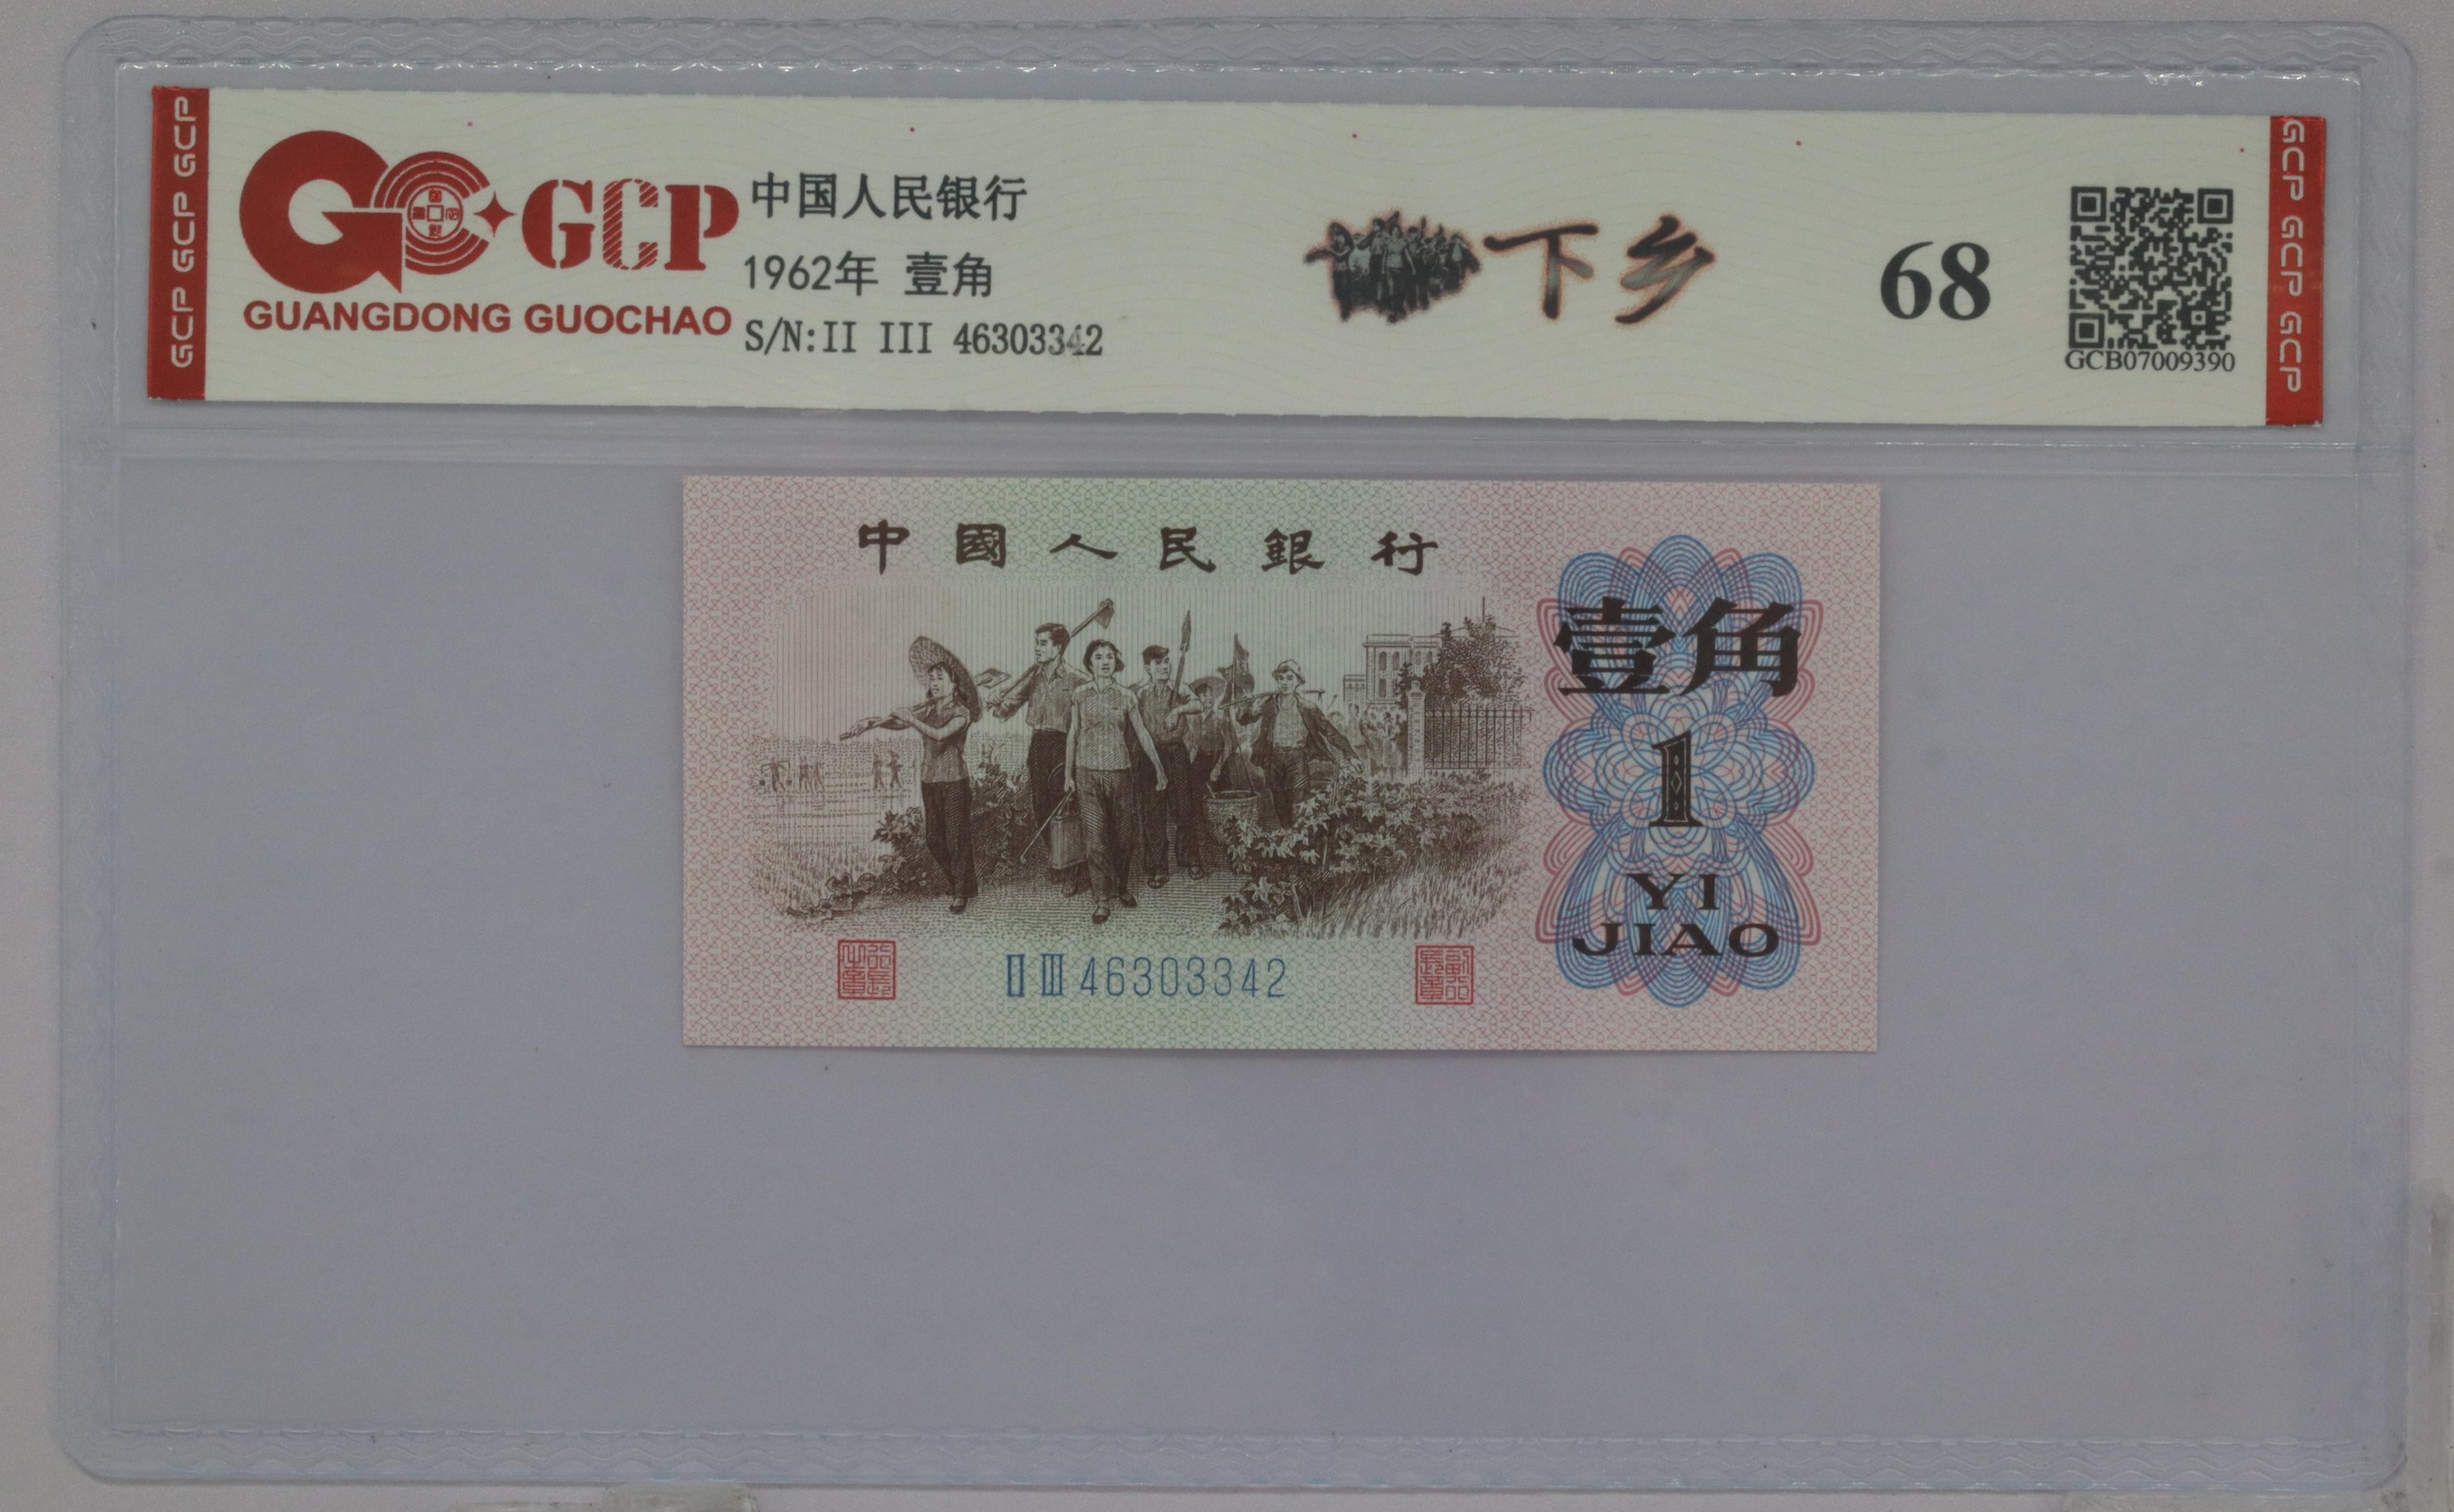 GCP GCP GCP
GCP
GUANGDONG GUOCHAO
中国人民银行
1962年 壹角
S/N:II III 46303342
下乡
68
GCB07009390
GCP GCP GCP
中國人民銀行
壹角
1
YI
JIAO
II III 46303342